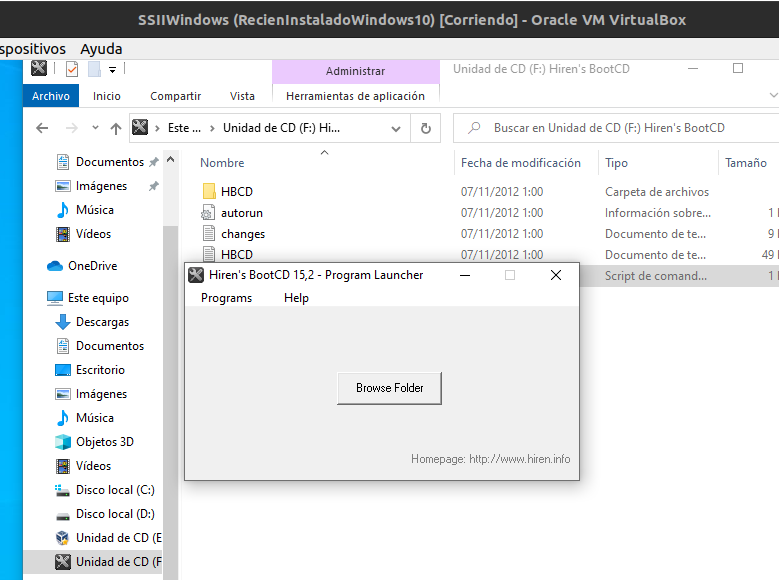 SSIIWindows (RecienInstaladoWindows10) [Corriendo] - Oracle VM VirtualBox
spositivos Ayuda
Administrar Unidad de CD (F:) Hiren's BootCD
Archivo Inicio Compartir Vista Herramientas de aplicación
Este ... Unidad de CD (F:) Hi... Buscar en Unidad de CD (F:) Hiren's BootCD
Nombre Fecha de modificación Tipo Tamaño
Documentos
Imágenes
Música
Vídeos
OneDrive
Este equipo
Descargas
Documentos
Escritorio
Imágenes
Música
Objetos 3D
Vídeos
Disco local (C:)
Disco local (D:)
Unidad de CD (E
Unidad de CD (F
HBCD 07/11/2012 1:00 Carpeta de archivos
autorun 07/11/2012 1:00 Información sobre... 1
changes 07/11/2012 1:00 Documento de te... 9
HBCD 07/11/2012 1:00 Documento de te... 49
Script de comand... 1
Hiren's BootCD 15,2 - Program Launcher
Programs Help
Browse Folder
Homepage: http://www.hiren.info